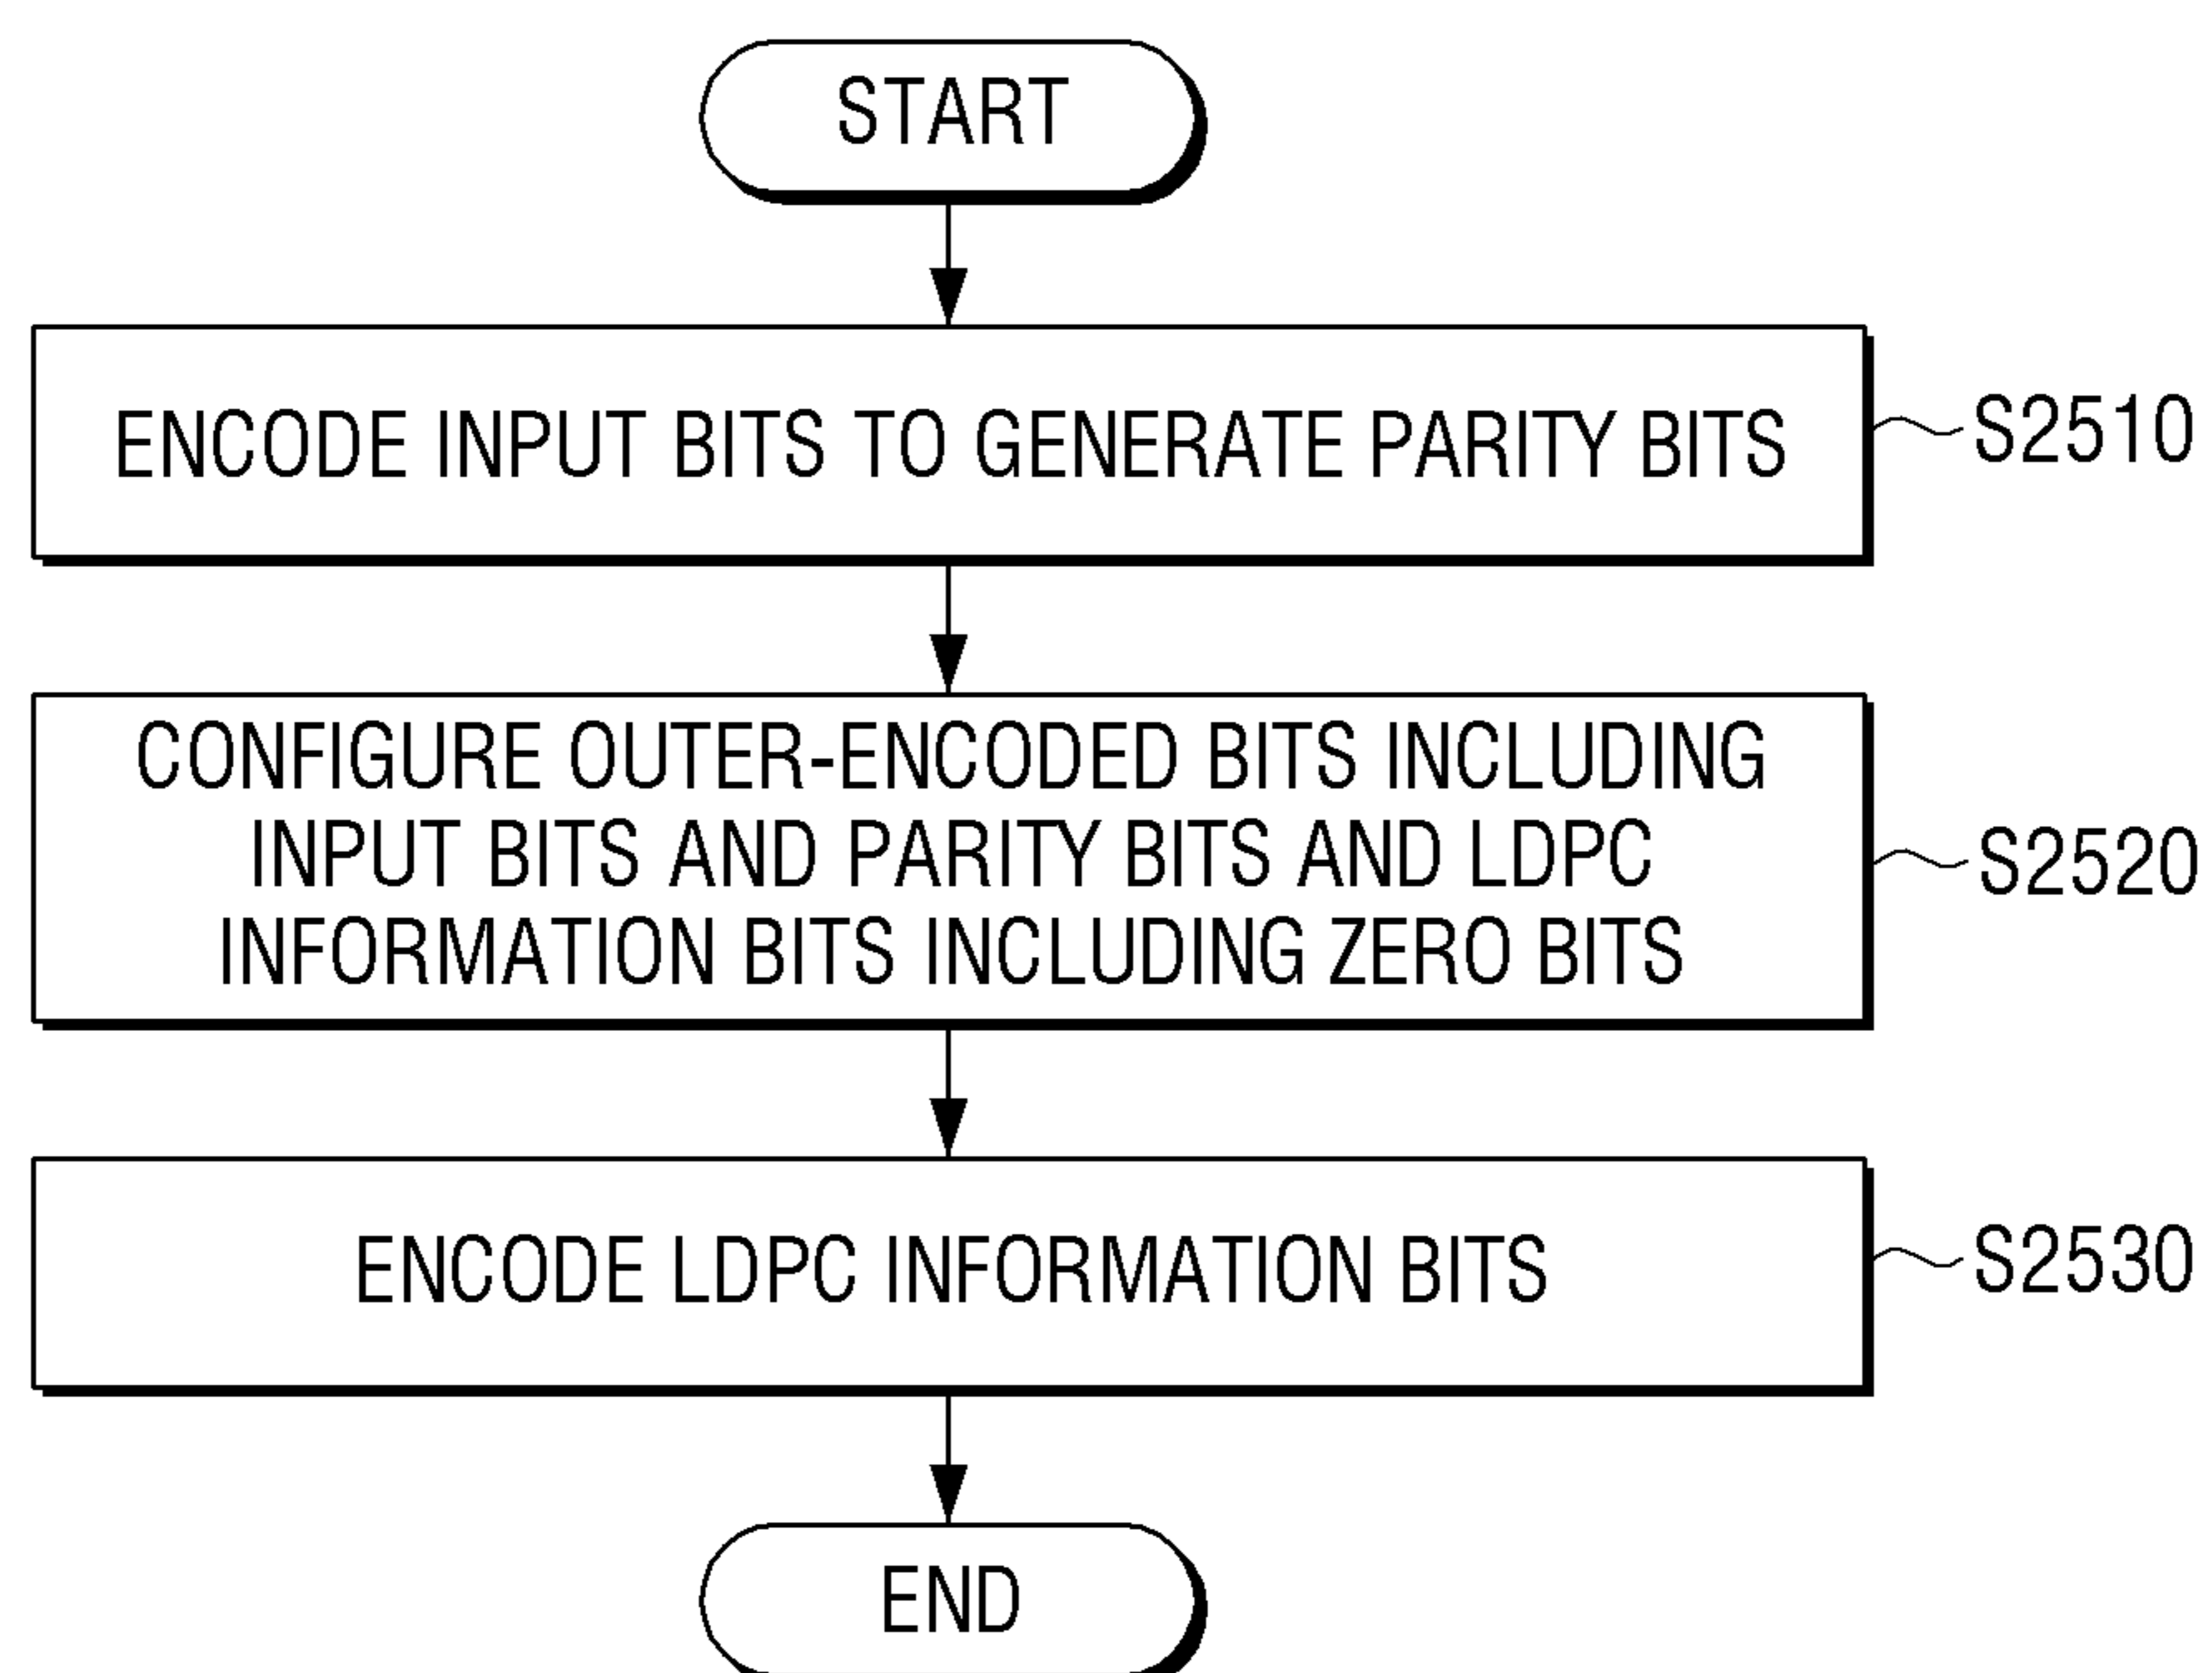 START
ENCODE INPUT BITS TO GENERATE PARITY BITS
S2510
CONFIGURE OUTER-ENCODED BITS INCLUDING
INPUT BITS AND PARITY BITS AND LDPC
INFORMATION BITS INCLUDING ZERO BITS
S2520
ENCODE LDPC INFORMATION BITS
S2530
END